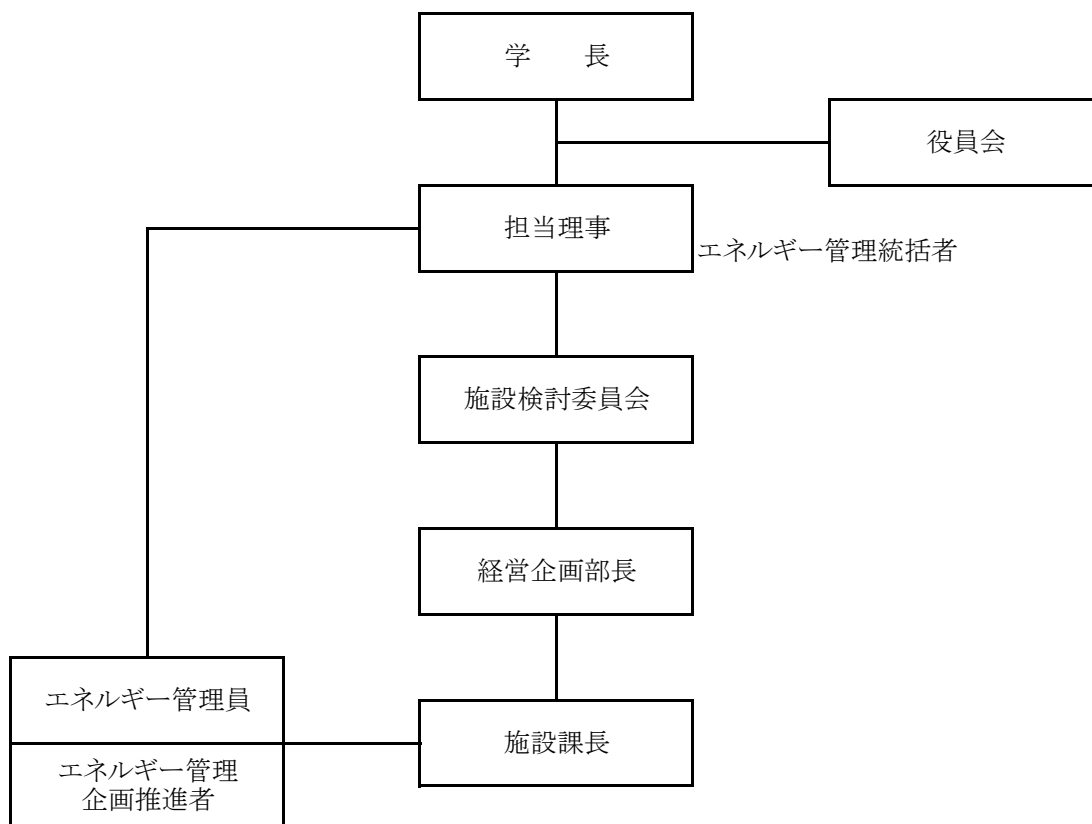 学　　長
役員会
担当理事
エネルギー管理統括者
施設検討委員会
経営企画部長
エネルギー管理員
施設課長
エネルギー管理
企画推進者